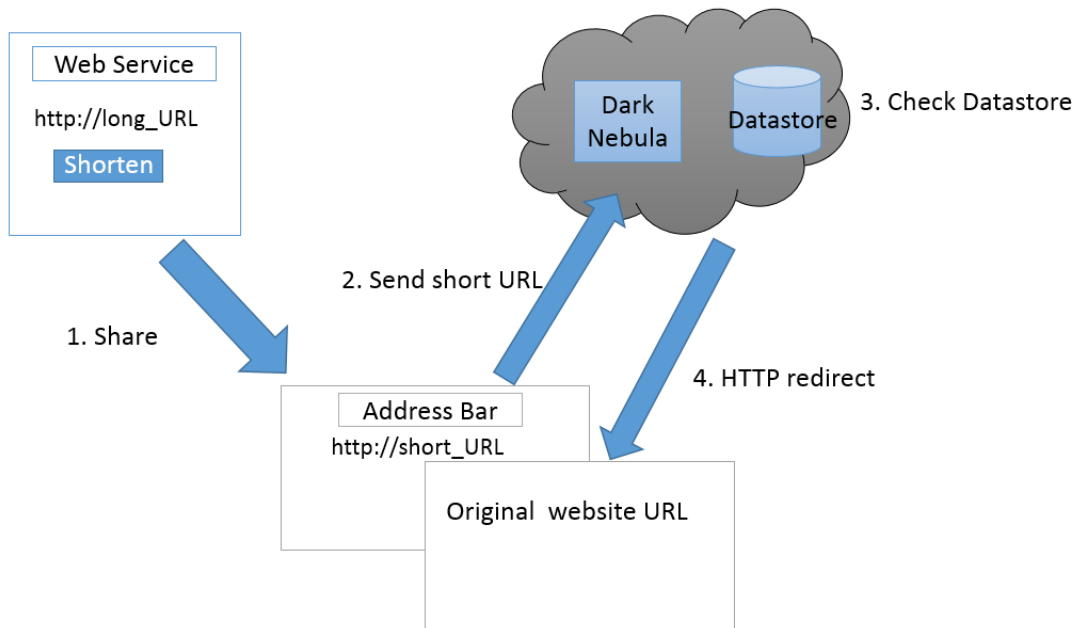 Web Service
http://long_URL
Shorten
Dark
Nebula
Datastore
3. Check Datastore
2. Send short URL
1. Share
4. HTTP redirect
Address Bar
http://short_URL
Original  website URL